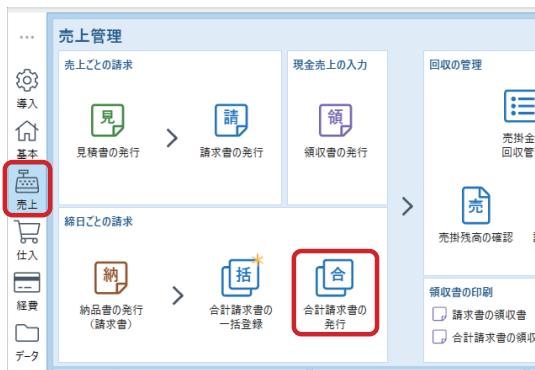 …
売上管理
導入
基本
売上
仕入
経費
データ
売上ごとの請求
見
見積書の発行
請
請求書の発行
現金売上の入力
領
領収書の発行
締日ごとの請求
納
納品書の発行
(請求書)
括
合計請求書の
一括登録
合
合計請求書の
発行
回収の管理
売掛金
回収管
売
売掛残高の確認
領収書の印刷
請求書の領収書
合計請求書の領収